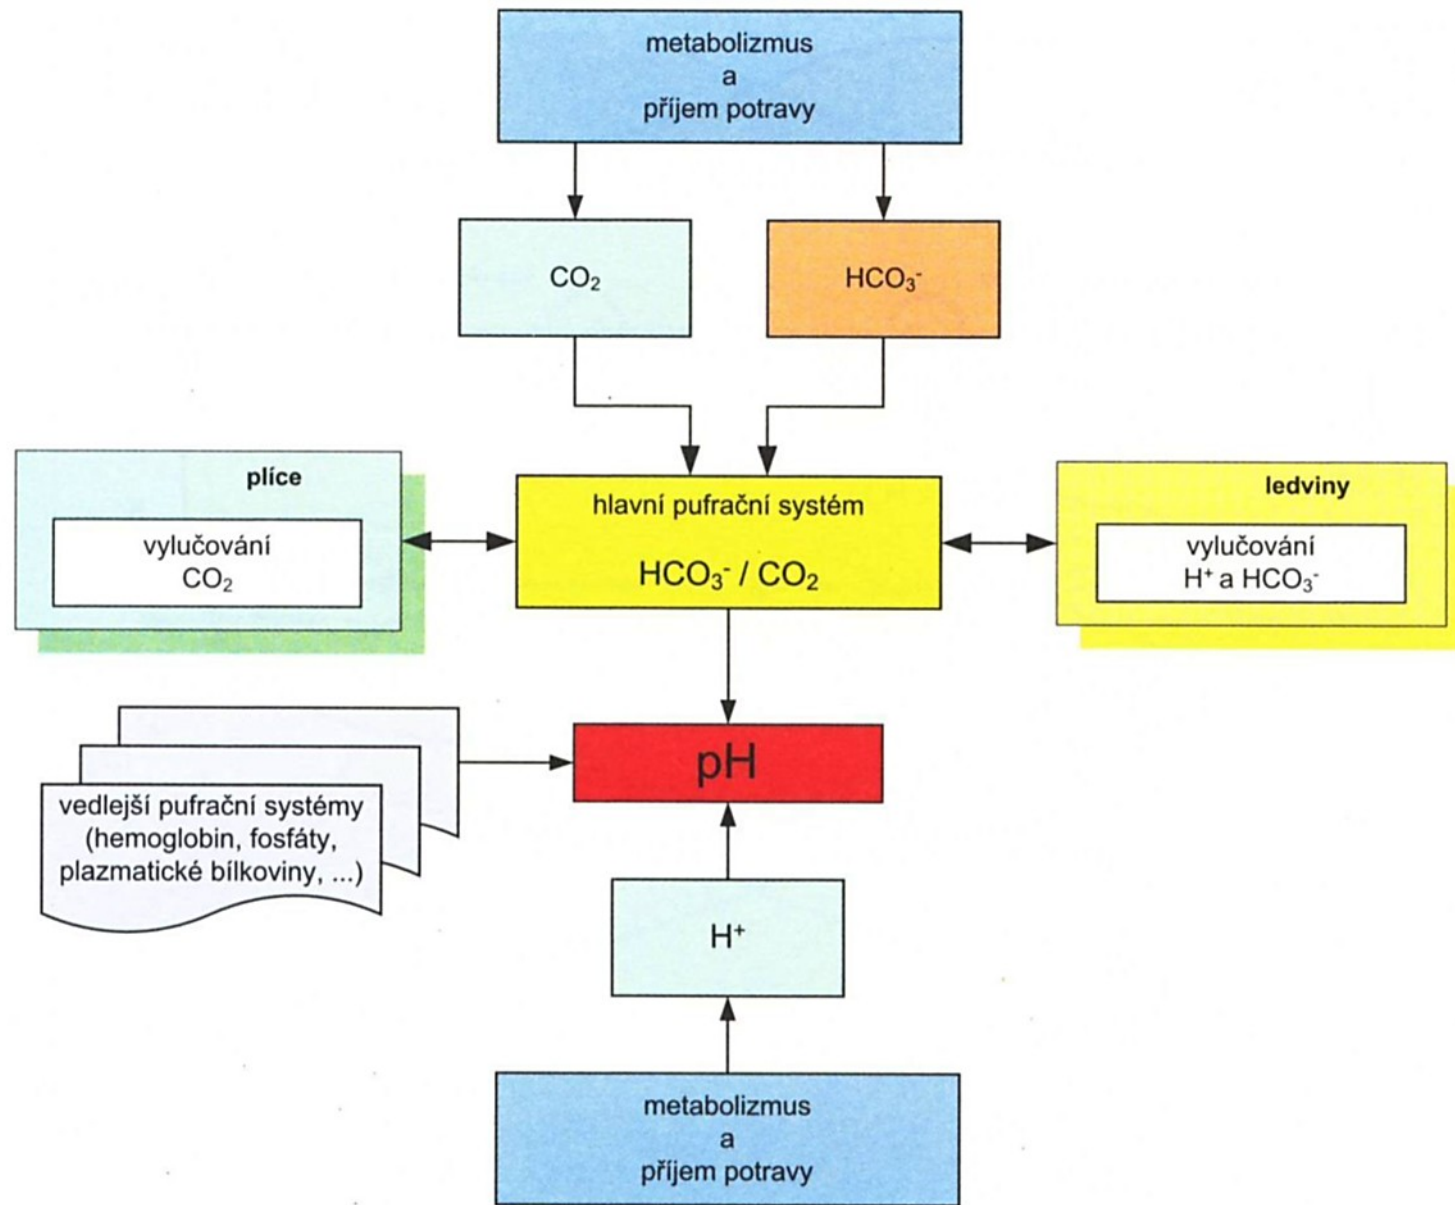 metabolizmus
a
příjem potravy
CO₂
HCO₃⁻
plíce
vylučování
CO₂
hlavní pufrační systém
HCO₃⁻ / CO₂
ledviny
vylučování
H⁺ a HCO₃⁻
pH
vedlejší pufrační systémy
(hemoglobin, fosfáty,
plazmatické bílkoviny, ...)
H⁺
metabolizmus
a
příjem potravy